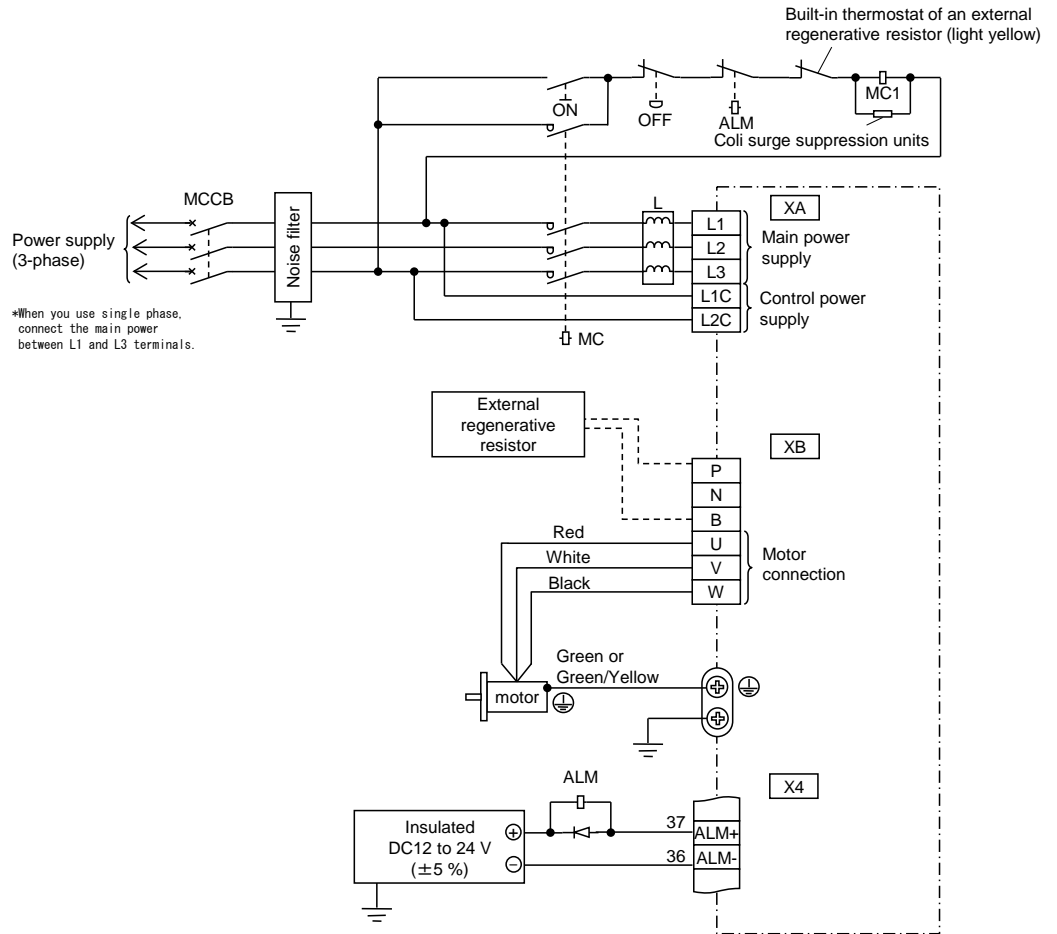 Built-in thermostat of an external
regenerative resistor (light yellow)
ON
OFF
ALM
MC1
Coli surge suppression units
MCCB
Noise filter
L
XA
Power supply
(3-phase)
L1
L2
L3
L1C
L2C
Main power
supply
Control power
supply
*When you use single phase,
connect the main power
between L1 and L3 terminals.
MC
External
regenerative
resistor
XB
P
N
B
U
V
W
Red
White
Black
Motor
connection
Green or
Green/Yellow
motor
X4
ALM
Insulated
DC12 to 24 V
(±5 %)
+
−
37
ALM+
36
ALM-